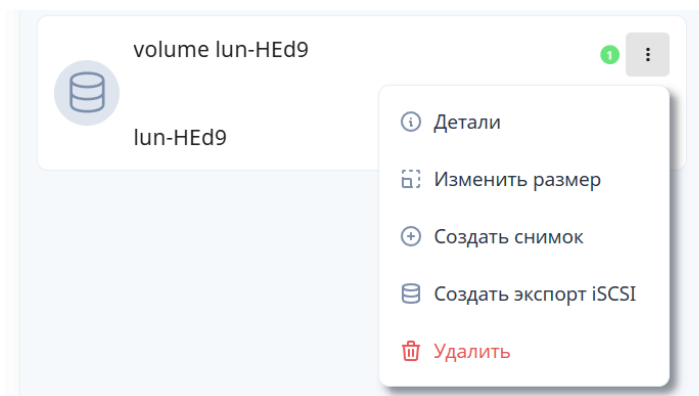 volume lun-HEd9
1
lun-HEd9
Детали
Изменить размер
Создать снимок
Создать экспорт iSCSI
Удалить